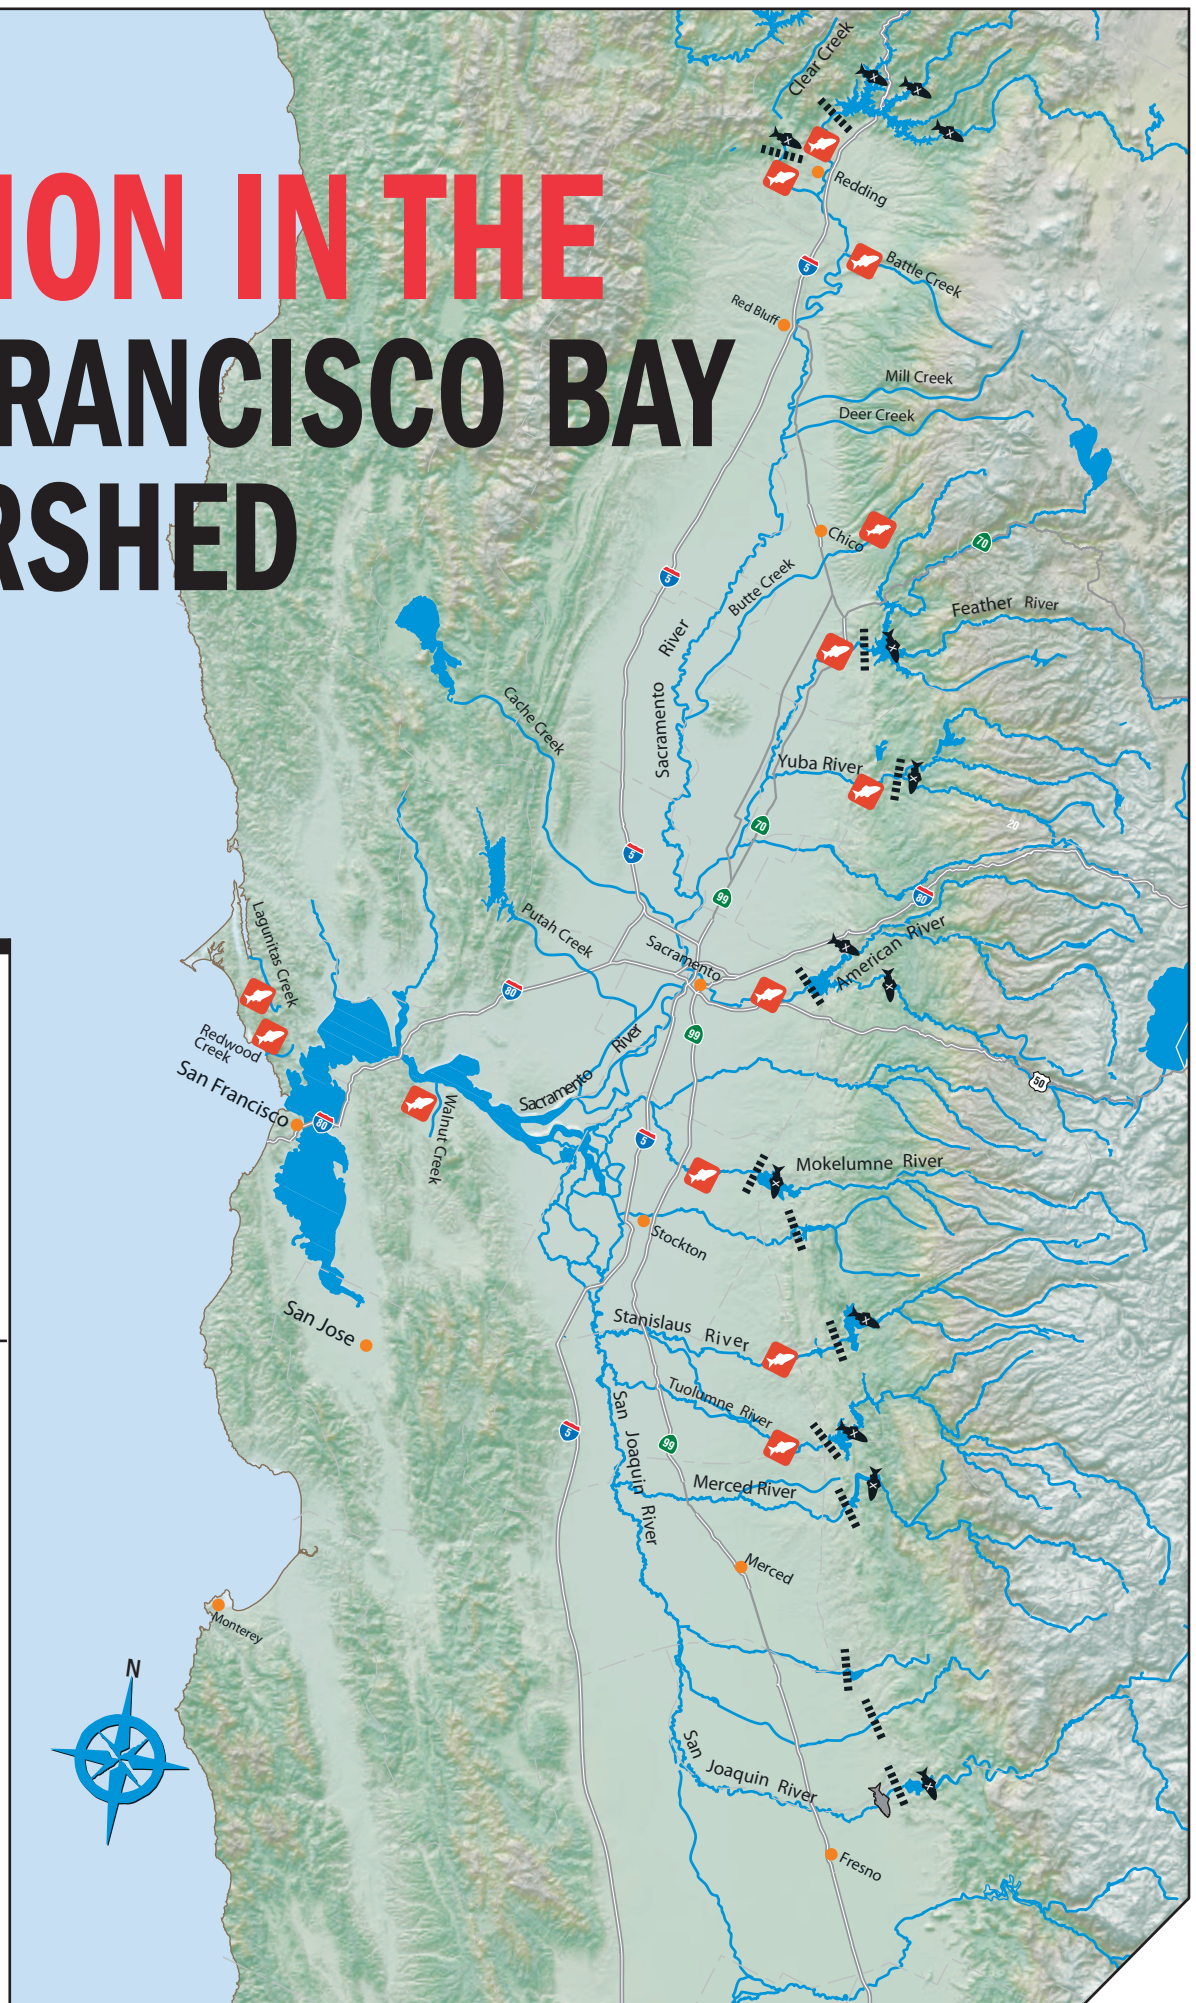 Clear Creek
Redding
ION IN THE
5
Battle Creek
Red Bluff
RANCISCO BAY
Mill Creek
Deer Creek
RSHED
Chico
70
5
Butte Creek
Feather River
River
Sacramento
Cache Creek
Yuba River
70
20
5
80
99
Lagunitas Creek
Putah Creek
Sacramento
American River
80
Redwood
Creek
River
99
San Francisco
80
Sacramento
50
Walnut Creek
5
Mokelumne River
Stockton
San Jose
Stanislaus River
Tuolumne River
San Joaquin River
5
99
Merced River
Merced
Monterey
N
San Joaquin River
Fresno